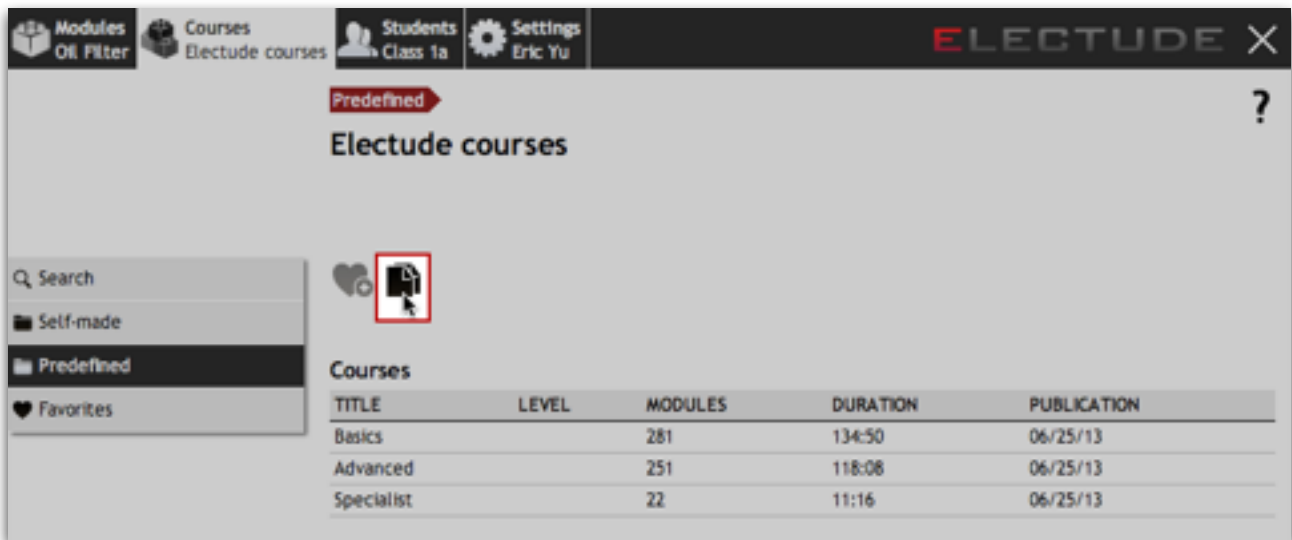 Modules
Oil Filter
Courses
Electude courses
Students
Class 1a
Settings
Eric Yu
ELECTUDE
Predefined
?
Electude courses
Search
Self-made
Predefined
Favorites
Courses
TITLE LEVEL MODULES DURATION PUBLICATION
Basics 281 134:50 06/25/13
Advanced 251 118:08 06/25/13
Specialist 22 11:16 06/25/13